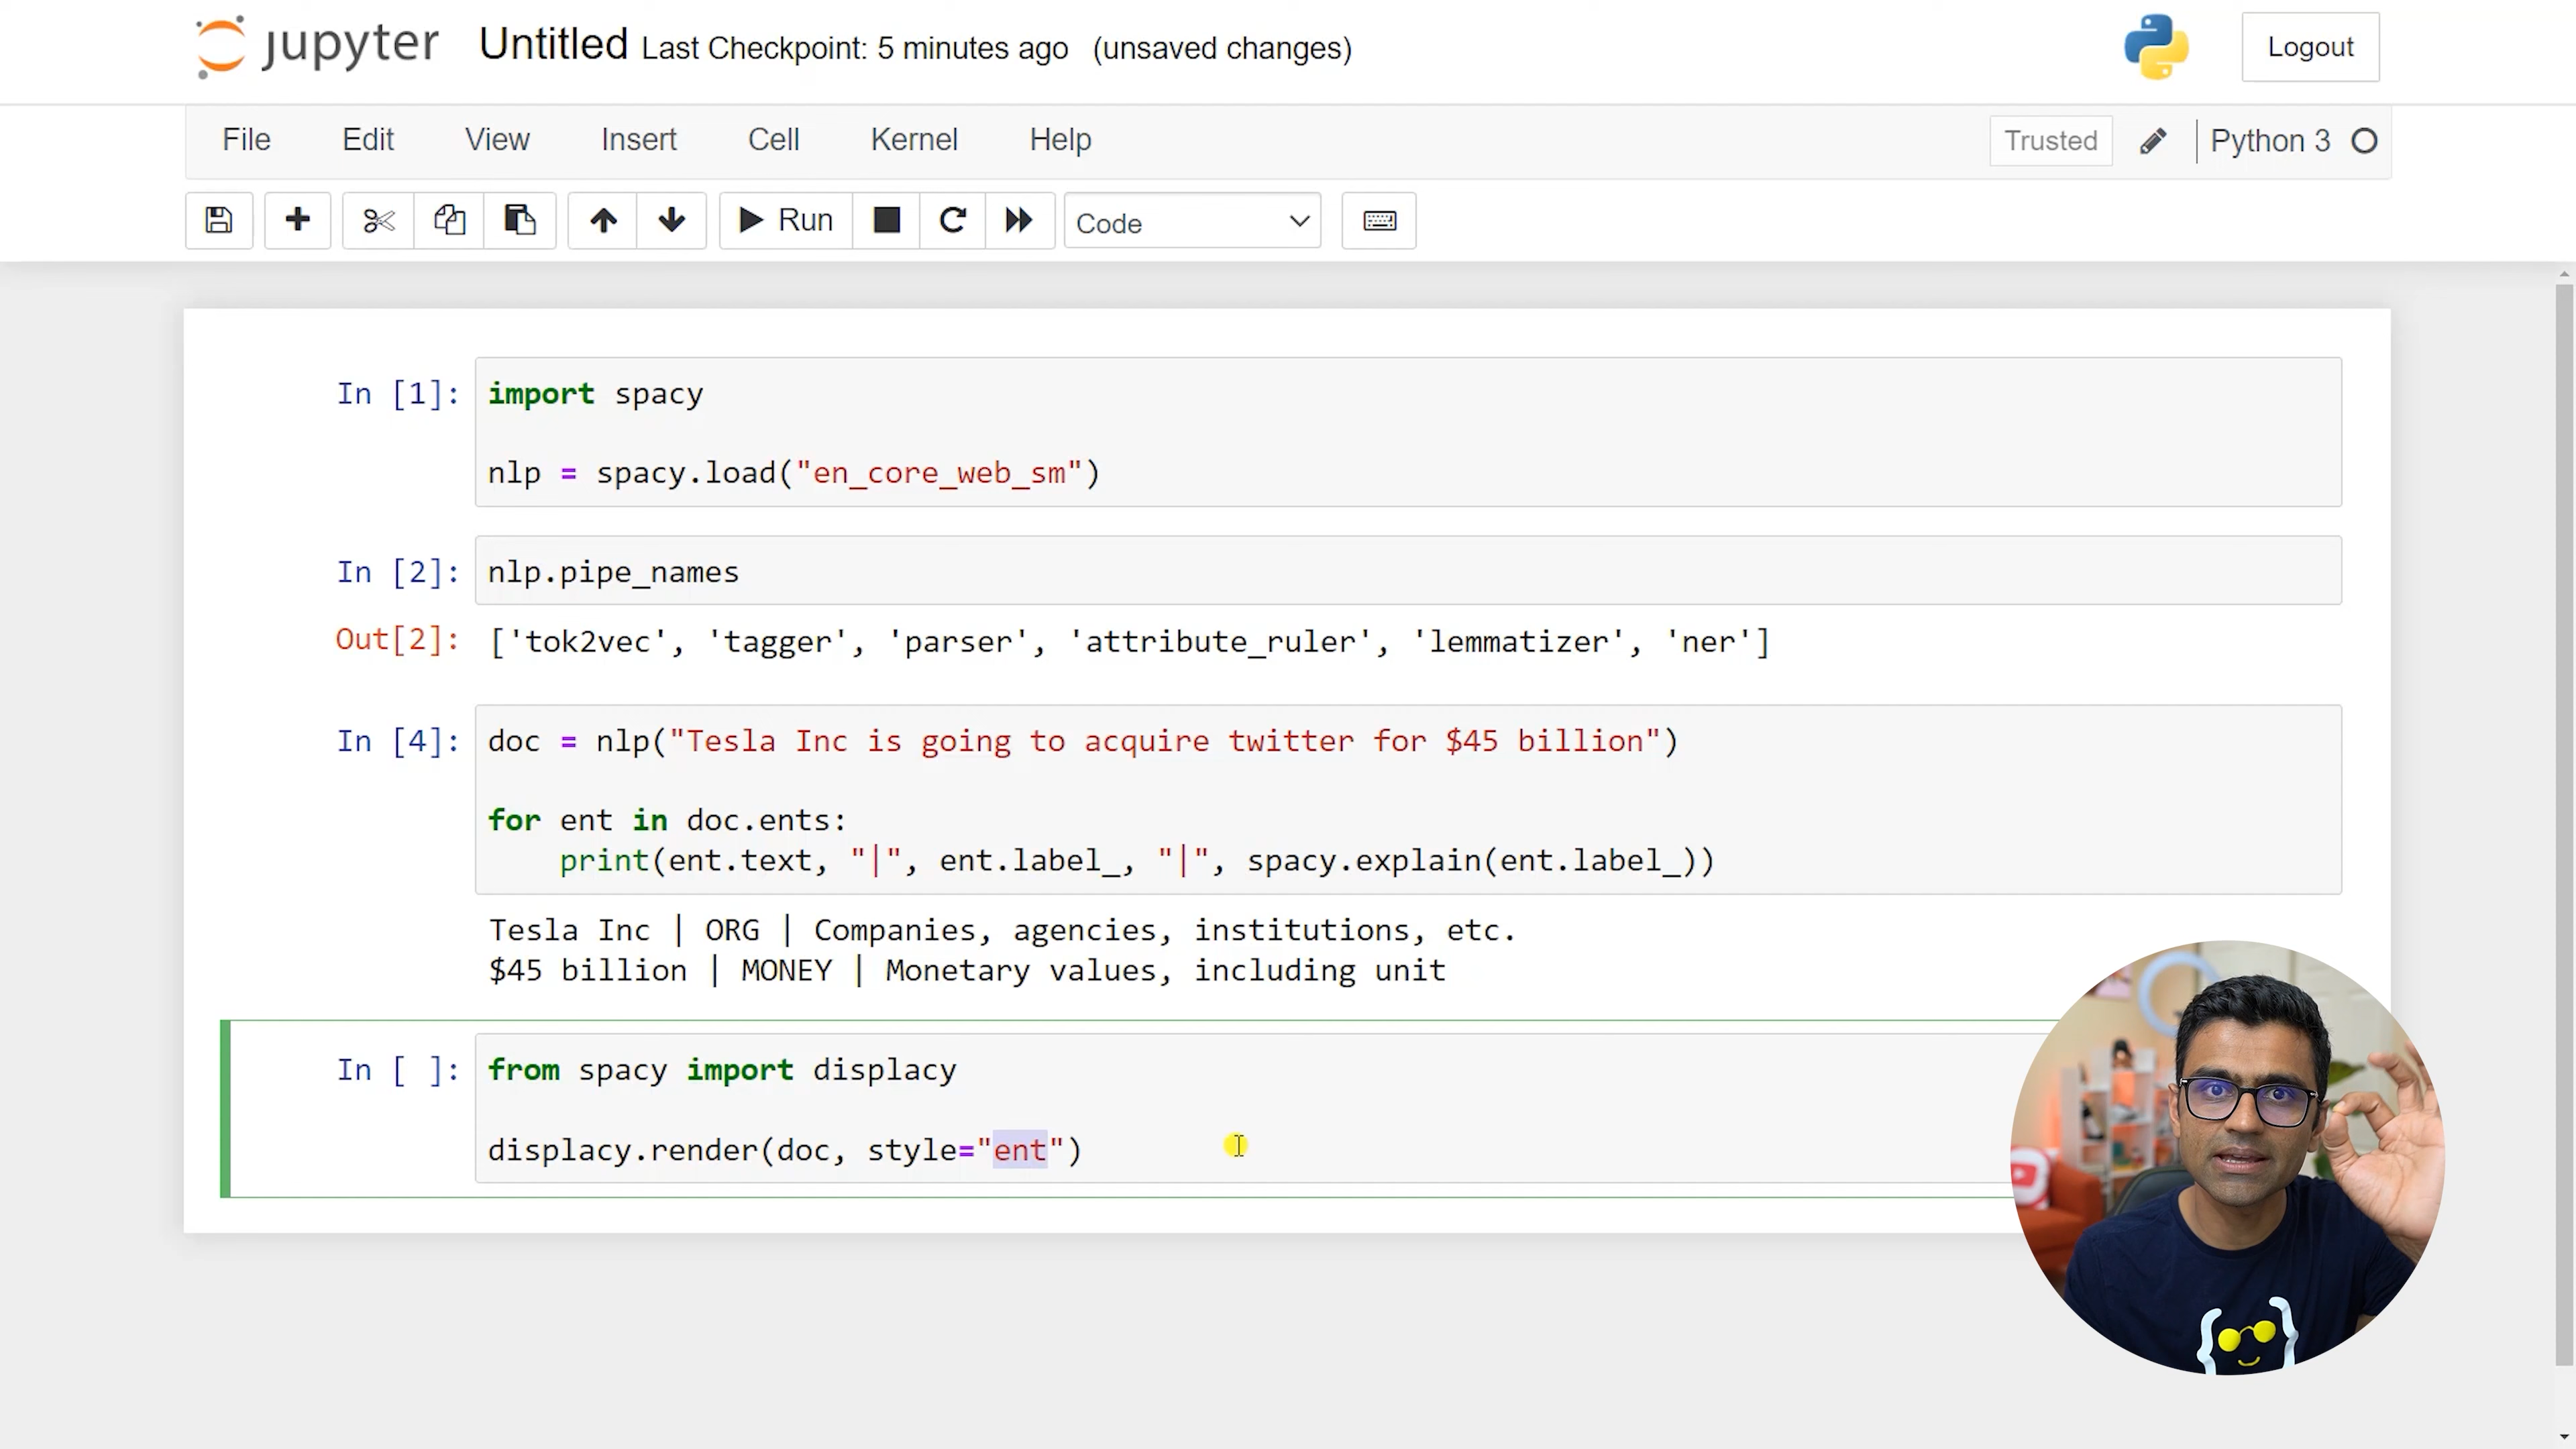 jupyter Untitled Last Checkpoint: 5 minutes ago (unsaved changes) Logout
File Edit View Insert Cell Kernel Help Trusted Python 3
Run Code
In [1]: import spacy
nlp = spacy.load("en_core_web_sm")
In [2]: nlp.pipe_names
Out[2]: ['tok2vec', 'tagger', 'parser', 'attribute_ruler', 'lemmatizer', 'ner']
In [4]: doc = nlp("Tesla Inc is going to acquire twitter for $45 billion")
for ent in doc.ents:
print(ent.text, "|", ent.label_, "|", spacy.explain(ent.label_))
Tesla Inc | ORG | Companies, agencies, institutions, etc.
$45 billion | MONEY | Monetary values, including unit
In [ ]: from spacy import displacy
displacy.render(doc, style="ent")